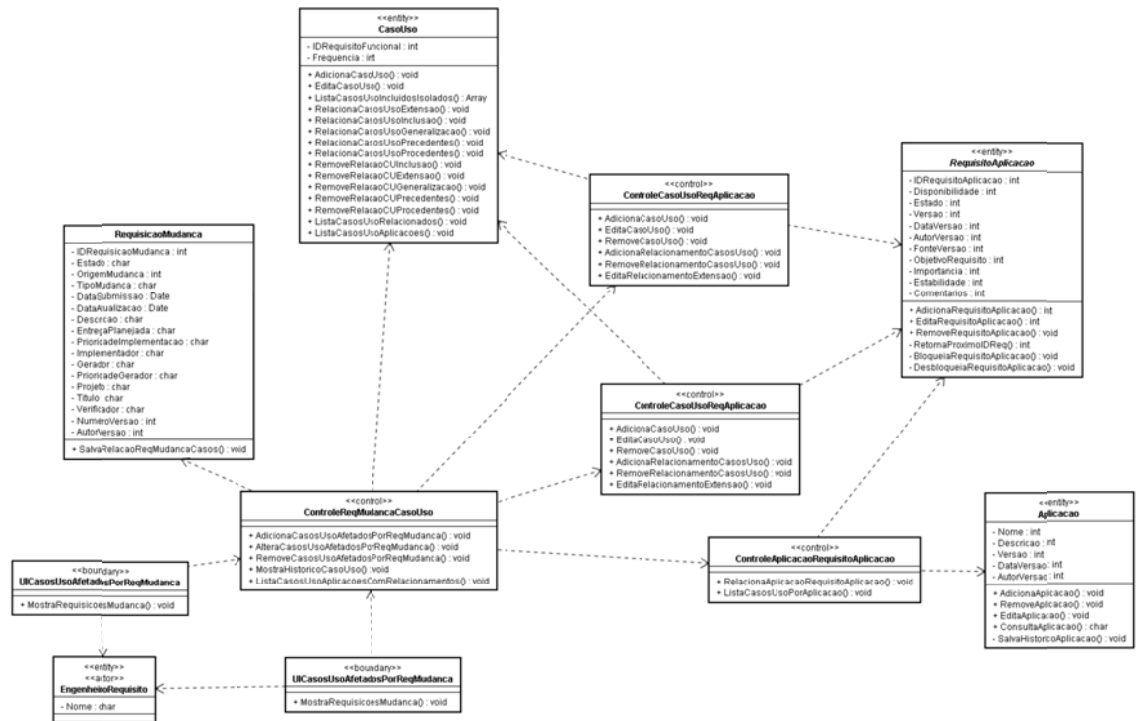 <<entity>>
CasoUso
- IDRequisitoFuncional : int
- Frequencia : int
+ AdicionaCasoUso() : void
+ EditaCasoUso() : void
+ ListaCasosUsoIncluidosIsolados() : Array
+ RelacionaCasosUsoExtensao() : void
+ RelacionaCasosUsoInclusao() : void
+ RelacionaCasosUsoGeneralizacao() : void
+ RelacionaCasosUsoPrecedentes() : void
+ RelacionaCasosUsoProcedentes() : void
+ RemoveRelacaoCUInclusao() : void
+ RemoveRelacaoCUExtensao() : void
+ RemoveRelacaoCUGeneralizacao() : void
+ RemoveRelacaoCUPrecedentes() : void
+ RemoveRelacaoCUProcedentes() : void
+ ListaCasosUsoRelacionados() : void
+ ListaCasosUsoAplicacoes() : void
<<control>>
ControleCasoUsoReqAplicacao
+ AdicionaCasoUso() : void
+ EditaCasoUso() : void
+ RemoveCasoUso() : void
+ AdicionaRelacionamentoCasosUso() : void
+ RemoveRelacionamentoCasosUso() : void
+ EditaRelacionamentoExtensao() : void
<<entity>>
RequisitoAplicacao
- IDRequisitoAplicacao : int
- Disponibilidade : int
- Estado : int
- Versao : int
- DataVersao : int
- AutorVersao : int
- FonteVersao : int
- ObjetivoRequisito : int
- Importancia : int
- Estabilidade : int
- Comentarios : int
+ AdicionaRequisitoAplicacao() : int
+ EditaRequisitoAplicacao() : int
+ RemoveRequisitoAplicacao() : void
- RetornaProximoIDReq() : int
- BloqueiaRequisitoAplicacao() : void
- DesbloqueiaRequisitoAplicacao() : void
RequisicaoMudanca
- IDRequisicaoMudanca : int
- Estado : char
- OrigemMudanca : int
- TipoMudanca : char
- DataSubmissao : Date
- DataAtualizacao : Date
- Descricao : char
- EntregaPlanejada : char
- PrioridadeImplementacao : char
- Implementador : char
- Gerador : char
- PrioridadeGerador : char
- Projeto : char
- Titulo : char
- Verificador : char
- NumeroVersao : int
- AutorVersao : int
+ SalvaRelacaoReqMudancaCasos() : void
<<control>>
ControleCasoUsoReqAplicacao
+ AdicionaCasoUso() : void
+ EditaCasoUso() : void
+ RemoveCasoUso() : void
+ AdicionaRelacionamentoCasosUso() : void
+ RemoveRelacionamentoCasosUso() : void
+ EditaRelacionamentoExtensao() : void
<<control>>
ControleReqMudancaCasoUso
+ AdicionaCasosUsoAfetadosPorReqMudanca() : void
+ AlteraCasosUsoAfetadosPorReqMudanca() : void
+ RemoveCasosUsoAfetadosPorReqMudanca() : void
+ MostraHistoricoCasoUso() : void
+ ListaCasosUsoAplicacoesComRelacionamentos() : void
<<control>>
ControleAplicacaoRequisitoAplicacao
+ RelacionaAplicacaoRequisitoAplicacao() : void
+ ListaCasosUsoPorAplicacao() : void
<<entity>>
Aplicacao
- Nome : int
- Descricao : int
- Versao : int
- DataVersao : int
- AutorVersao : int
+ AdicionaAplicacao() : void
+ RemoveAplicacao() : void
+ EditaAplicacao() : void
+ ConsultaAplicacao() : char
- SalvaHistoricoAplicacao() : void
<<boundary>>
UICasosUsoAfetadosPorReqMudanca
+ MostraRequisicoesMudanca() : void
<<entity>>
<<ator>>
EngenheiroRequisito
- Nome : char
<<boundary>>
UICasosUsoAfetadosPorReqMudanca
+ MostraRequisicoesMudanca() : void